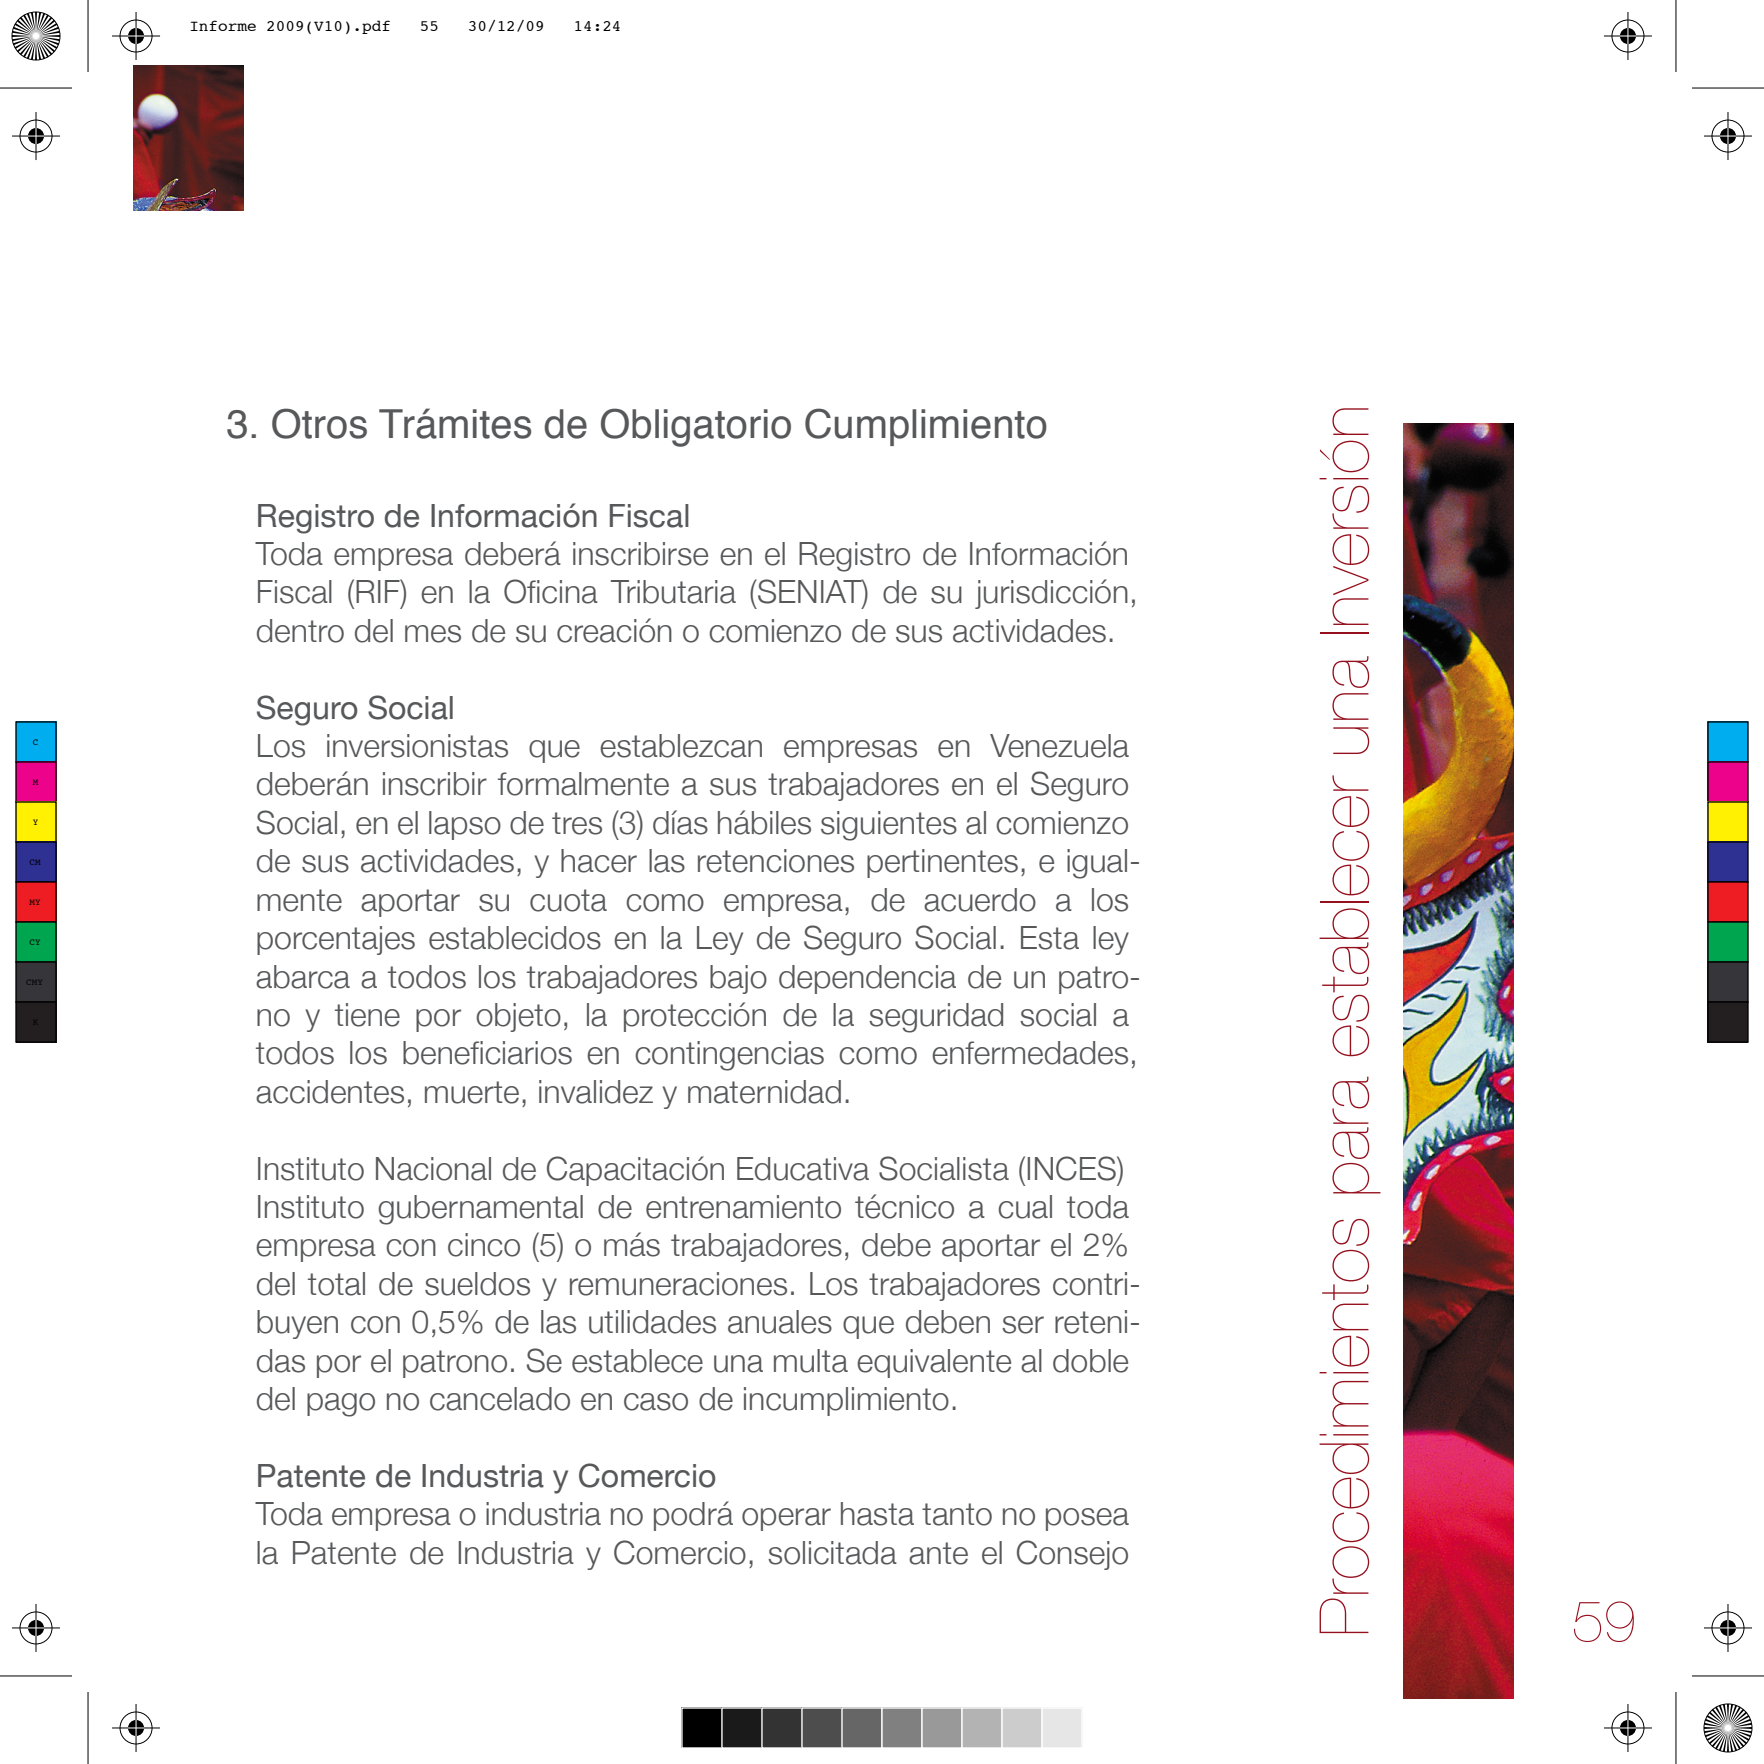 Informe 2009(V10).pdf   55   30/12/09   14:24
3. Otros Trámites de Obligatorio Cumplimiento
Registro de Información Fiscal
Toda empresa deberá inscribirse en el Registro de Información
Fiscal (RIF) en la Oficina Tributaria (SENIAT) de su jurisdicción,
dentro del mes de su creación o comienzo de sus actividades.
Seguro Social
Los inversionistas que establezcan empresas en Venezuela
deberán inscribir formalmente a sus trabajadores en el Seguro
Social, en el lapso de tres (3) días hábiles siguientes al comienzo
de sus actividades, y hacer las retenciones pertinentes, e igual-
mente aportar su cuota como empresa, de acuerdo a los
porcentajes establecidos en la Ley de Seguro Social. Esta ley
abarca a todos los trabajadores bajo dependencia de un patro-
no y tiene por objeto, la protección de la seguridad social a
todos los beneficiarios en contingencias como enfermedades,
accidentes, muerte, invalidez y maternidad.
Instituto Nacional de Capacitación Educativa Socialista (INCES)
Instituto gubernamental de entrenamiento técnico a cual toda
empresa con cinco (5) o más trabajadores, debe aportar el 2%
del total de sueldos y remuneraciones. Los trabajadores contri-
buyen con 0,5% de las utilidades anuales que deben ser reteni-
das por el patrono. Se establece una multa equivalente al doble
del pago no cancelado en caso de incumplimiento.
Patente de Industria y Comercio
Toda empresa o industria no podrá operar hasta tanto no posea
la Patente de Industria y Comercio, solicitada ante el Consejo
Procedimientos para establecer una Inversión
59
C
M
Y
CM
MY
CY
CMY
K